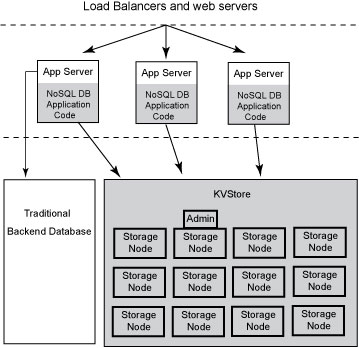 Load Balancers and web servers
App Server
NoSQL DB
Application
Code
App Server
NoSQL DB
Application
Code
App Server
NoSQL DB
Application
Code
Traditional
Backend Database
KVStore
Admin
Storage
Node
Storage
Node
Storage
Node
Storage
Node
Storage
Node
Storage
Node
Storage
Node
Storage
Node
Storage
Node
Storage
Node
Storage
Node
Storage
Node